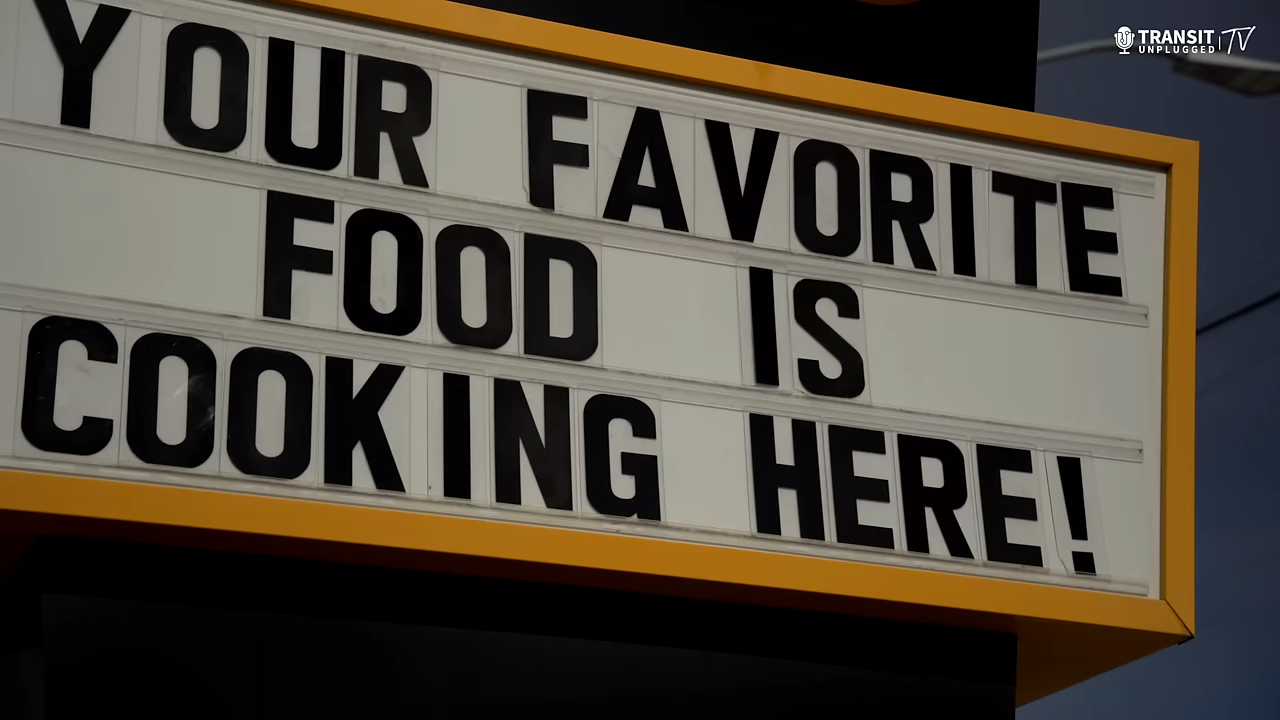 YOUR FAVORITE
FOOD IS
COOKING HERE!
TRANSIT
UNPLUGGED
TV